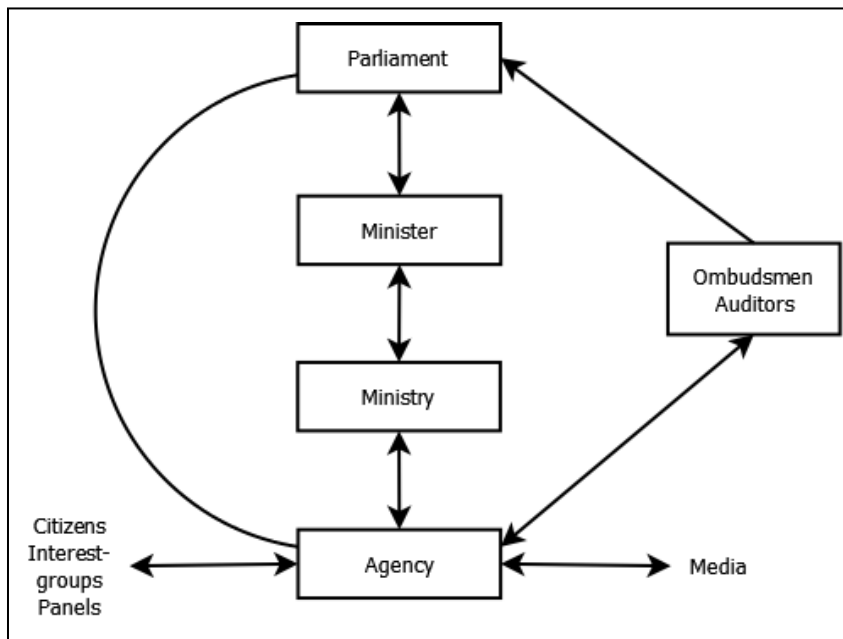 Parliament
Minister
Ombudsmen
Auditors
Ministry
Citizens
Interest-
groups
Panels
Agency
Media